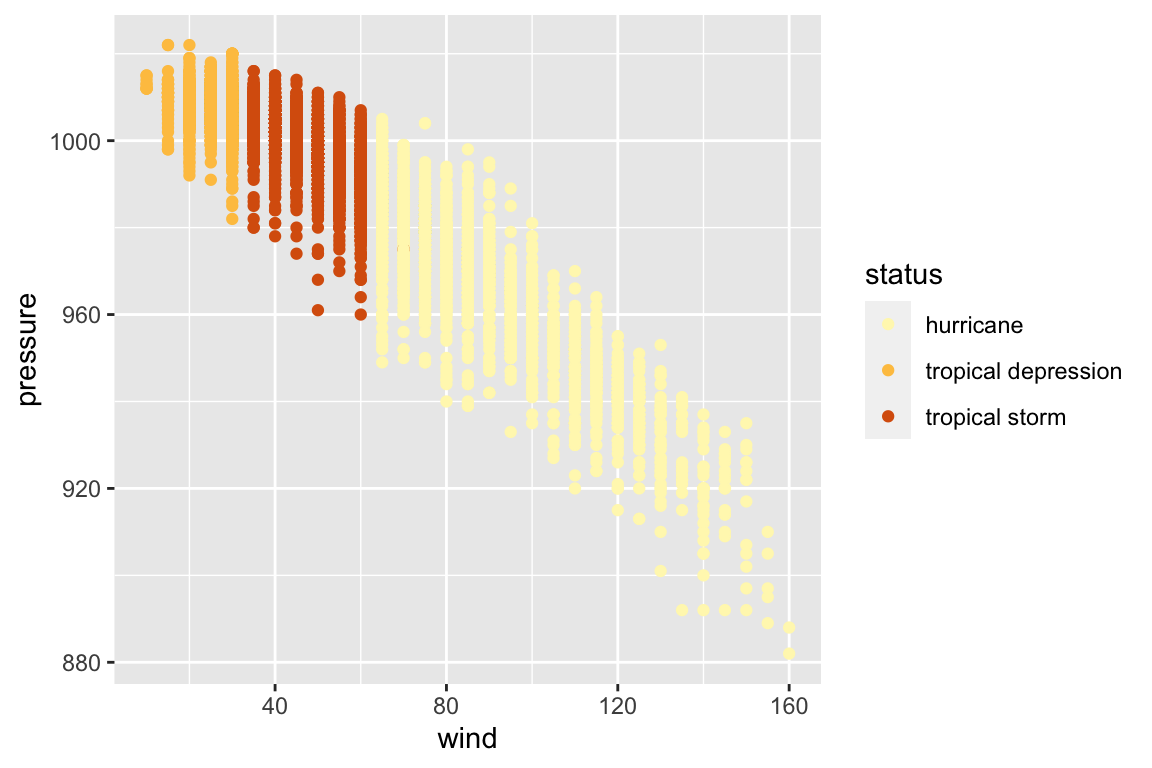 1000
960
920
880
pressure
40
80
120
160
wind
status
hurricane
tropical depression
tropical storm